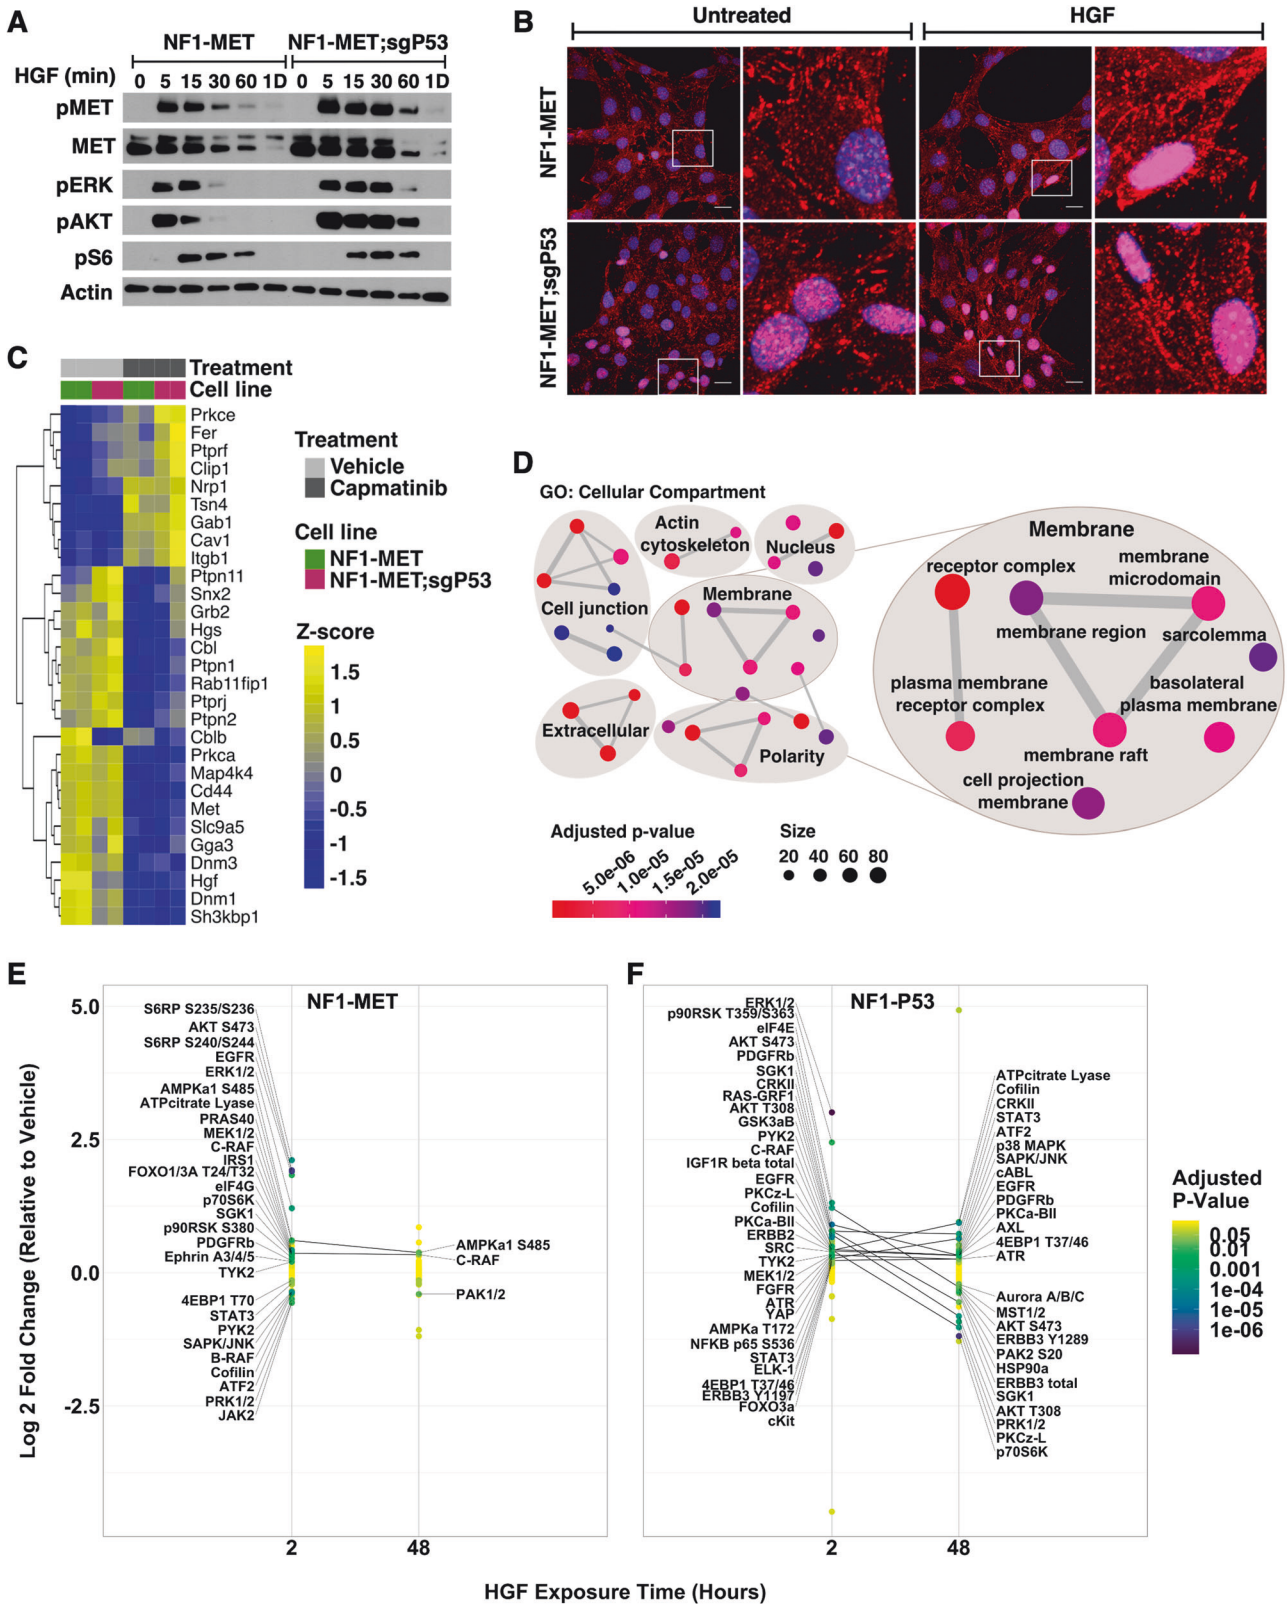 A
NF1-MET NF1-MET;sgP53
HGF (min) 0 5 15 30 60 1D 0 5 15 30 60 1D
pMET
MET
pERK
pAKT
pS6
Actin
B
Untreated HGF
NF1-MET
NF1-MET;sgP53
C
Treatment
Cell line
Prkce
Fer
Ptprf
Clip1
Nrp1
Tsn4
Gab1
Cav1
Itgb1
Ptpn11
Snx2
Grb2
Hgs
Cbl
Ptpn1
Rab11fip1
Ptprj
Ptpn2
Cblb
Prkca
Map4k4
Cd44
Met
Slc9a5
Gga3
Dnm3
Hgf
Dnm1
Sh3kbp1
Treatment
Vehicle
Capmatinib
Cell line
NF1-MET
NF1-MET;sgP53
Z-score
1.5
1
0.5
0
-0.5
-1
-1.5
D
GO: Cellular Compartment
Actin
cytoskeleton
Nucleus
Cell junction
Membrane
Extracellular
Polarity
Membrane
receptor complex
membrane
microdomain
membrane region
sarcolemma
plasma membrane
receptor complex
basolateral
plasma membrane
membrane raft
cell projection
membrane
Adjusted p-value
5.0e-06 1.0e-05 1.5e-05 2.0e-05
Size
20 40 60 80
E
NF1-MET
Log 2 Fold Change (Relative to Vehicle)
5.0
2.5
0.0
-2.5
S6RP S235/S236
AKT S473
S6RP S240/S244
EGFR
ERK1/2
AMPKa1 S485
ATPcitrate Lyase
PRAS40
MEK1/2
C-RAF
IRS1
FOXO1/3A T24/T32
eIF4G
p70S6K
SGK1
p90RSK S380
PDGFRb
Ephrin A3/4/5
TYK2
4EBP1 T70
STAT3
PYK2
SAPK/JNK
B-RAF
Cofilin
ATF2
PRK1/2
JAK2
AMPKa1 S485
C-RAF
PAK1/2
2 48
F
NF1-P53
ERK1/2
p90RSK T359/S363
eIF4E
AKT S473
PDGFRb
SGK1
CRKII
RAS-GRF1
AKT T308
GSK3aB
PYK2
C-RAF
IGF1R beta total
EGFR
PKCz-L
Cofilin
PKCa-BII
ERBB2
SRC
TYK2
MEK1/2
FGFR
ATR
YAP
AMPKa T172
NFKB p65 S536
STAT3
ELK-1
4EBP1 T37/46
ERBB3 Y1197
FOXO3a
cKit
ATPcitrate Lyase
Cofilin
CRKII
STAT3
ATF2
p38 MAPK
SAPK/JNK
cABL
EGFR
PDGFRb
PKCa-BII
AXL
4EBP1 T37/46
ATR
Aurora A/B/C
MST1/2
AKT S473
ERBB3 Y1289
PAK2 S20
HSP90a
ERBB3 total
SGK1
AKT T308
PRK1/2
PKCz-L
p70S6K
2 48
Adjusted
P-Value
0.05
0.01
0.001
1e-04
1e-05
1e-06
HGF Exposure Time (Hours)